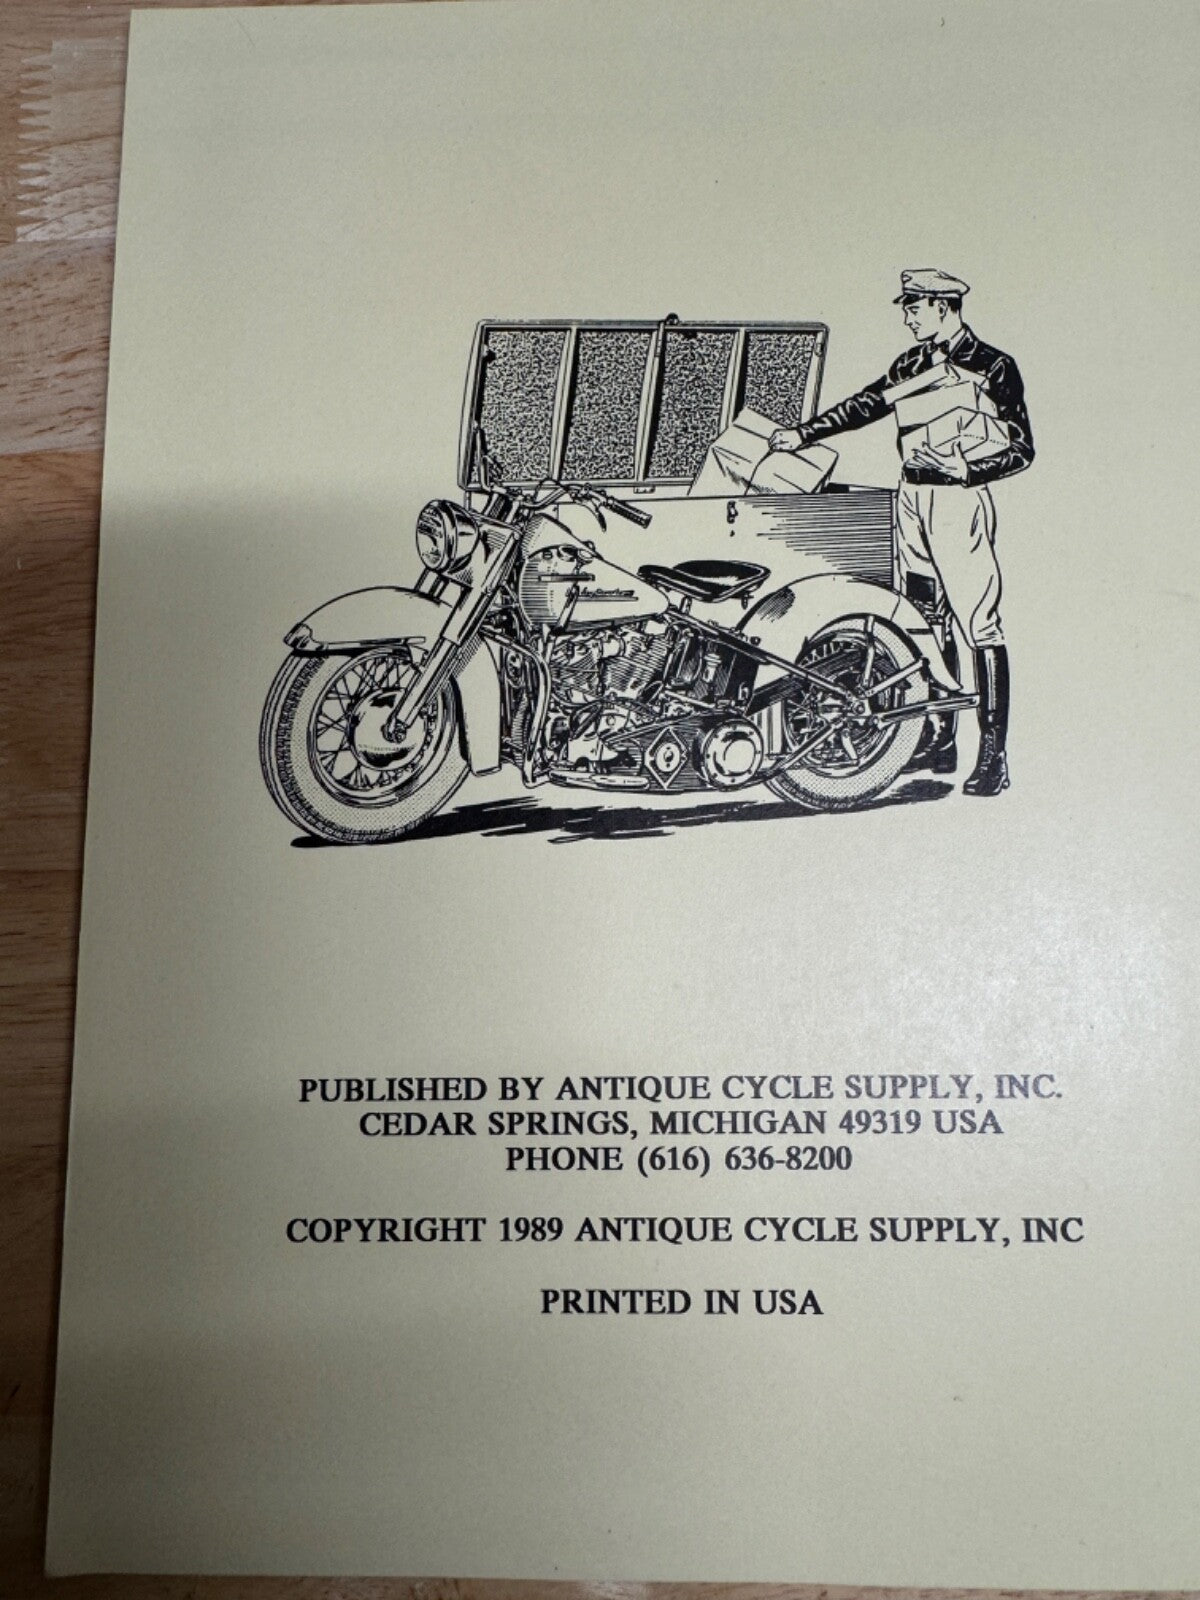 PUBLISHED BY ANTIQUE CYCLE SUPPLY, INC.
CEDAR SPRINGS, MICHIGAN 49319 USA
PHONE (616) 636-8200
COPYRIGHT 1989 ANTIQUE CYCLE SUPPLY, INC
PRINTED IN USA